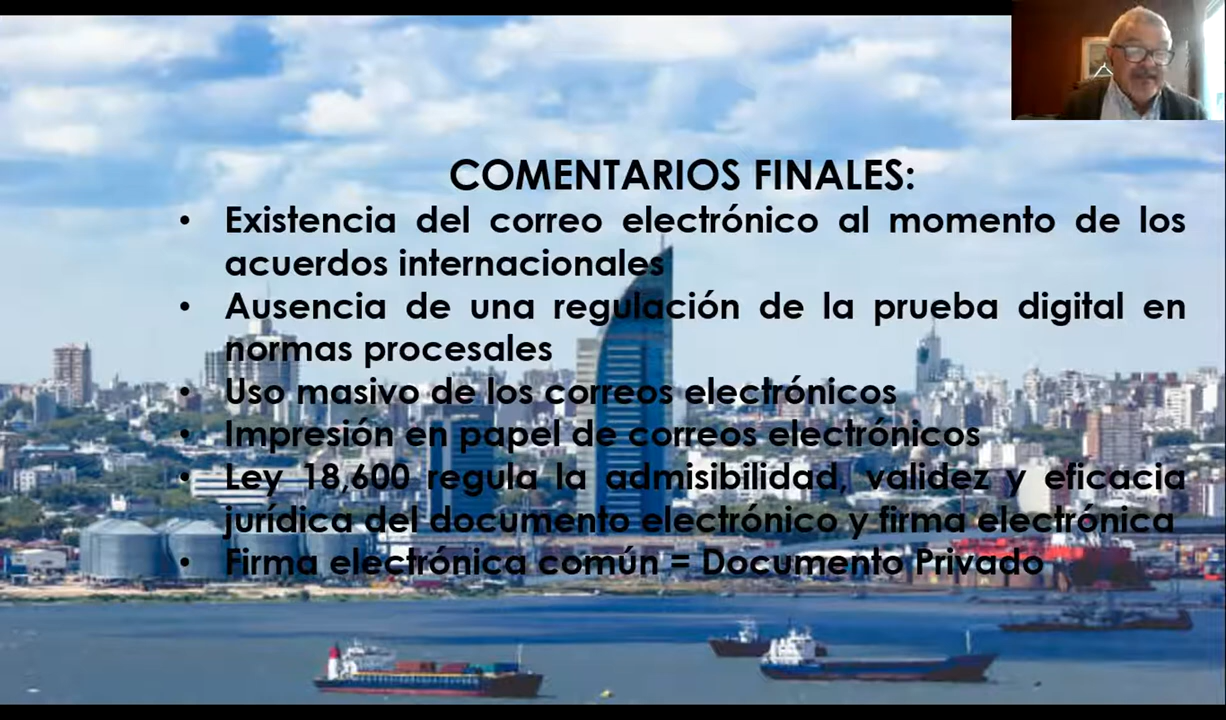 COMENTARIOS FINALES:
• Existencia del correo electrónico al momento de los
acuerdos internacionales
• Ausencia de una regulación de la prueba digital en
normas procesales
• Uso masivo de los correos electrónicos
• Impresión en papel de correos electrónicos
• Ley 18,600 regula la admisibilidad, validez y eficacia
jurídica del documento electrónico y firma electrónica
• Firma electrónica común = Documento Privado